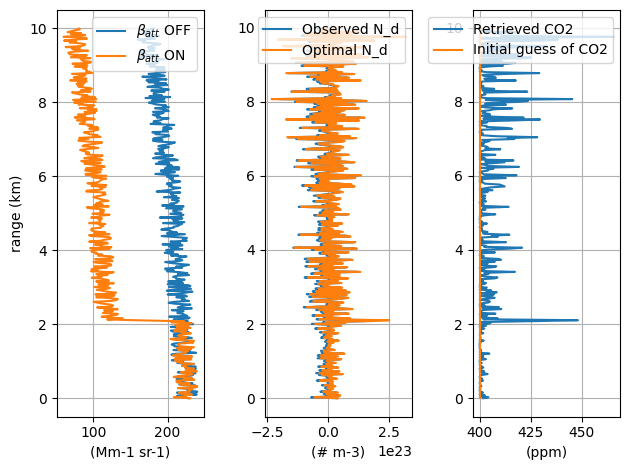 β_att OFF
β_att ON
Observed N_d
Optimal N_d
Retrieved CO2
Initial guess of CO2
10
8
6
4
2
0
range (km)
100 200
(Mm-1 sr-1)
10
8
6
4
2
0
−2.5 0.0 2.5
1e23
(# m-3)
10
8
6
4
2
0
400 425 450
(ppm)